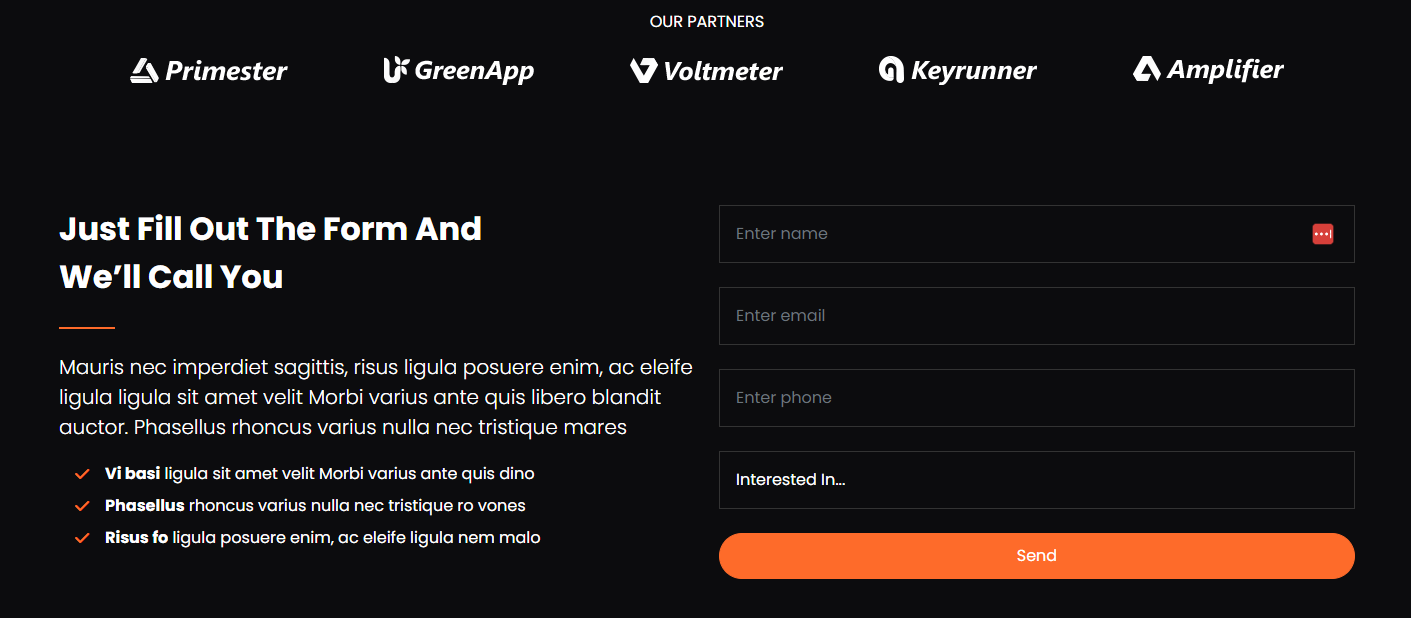 OUR PARTNERS
Primester
GreenApp
Voltmeter
Keyrunner
Amplifier
Just Fill Out The Form And
We’ll Call You
Mauris nec imperdiet sagittis, risus ligula posuere enim, ac eleife
ligula ligula sit amet velit Morbi varius ante quis libero blandit
auctor. Phasellus rhoncus varius nulla nec tristique mares
Vi basi ligula sit amet velit Morbi varius ante quis dino
Phasellus rhoncus varius nulla nec tristique ro vones
Risus fo ligula posuere enim, ac eleife ligula nem malo
Enter name
Enter email
Enter phone
Interested In...
Send